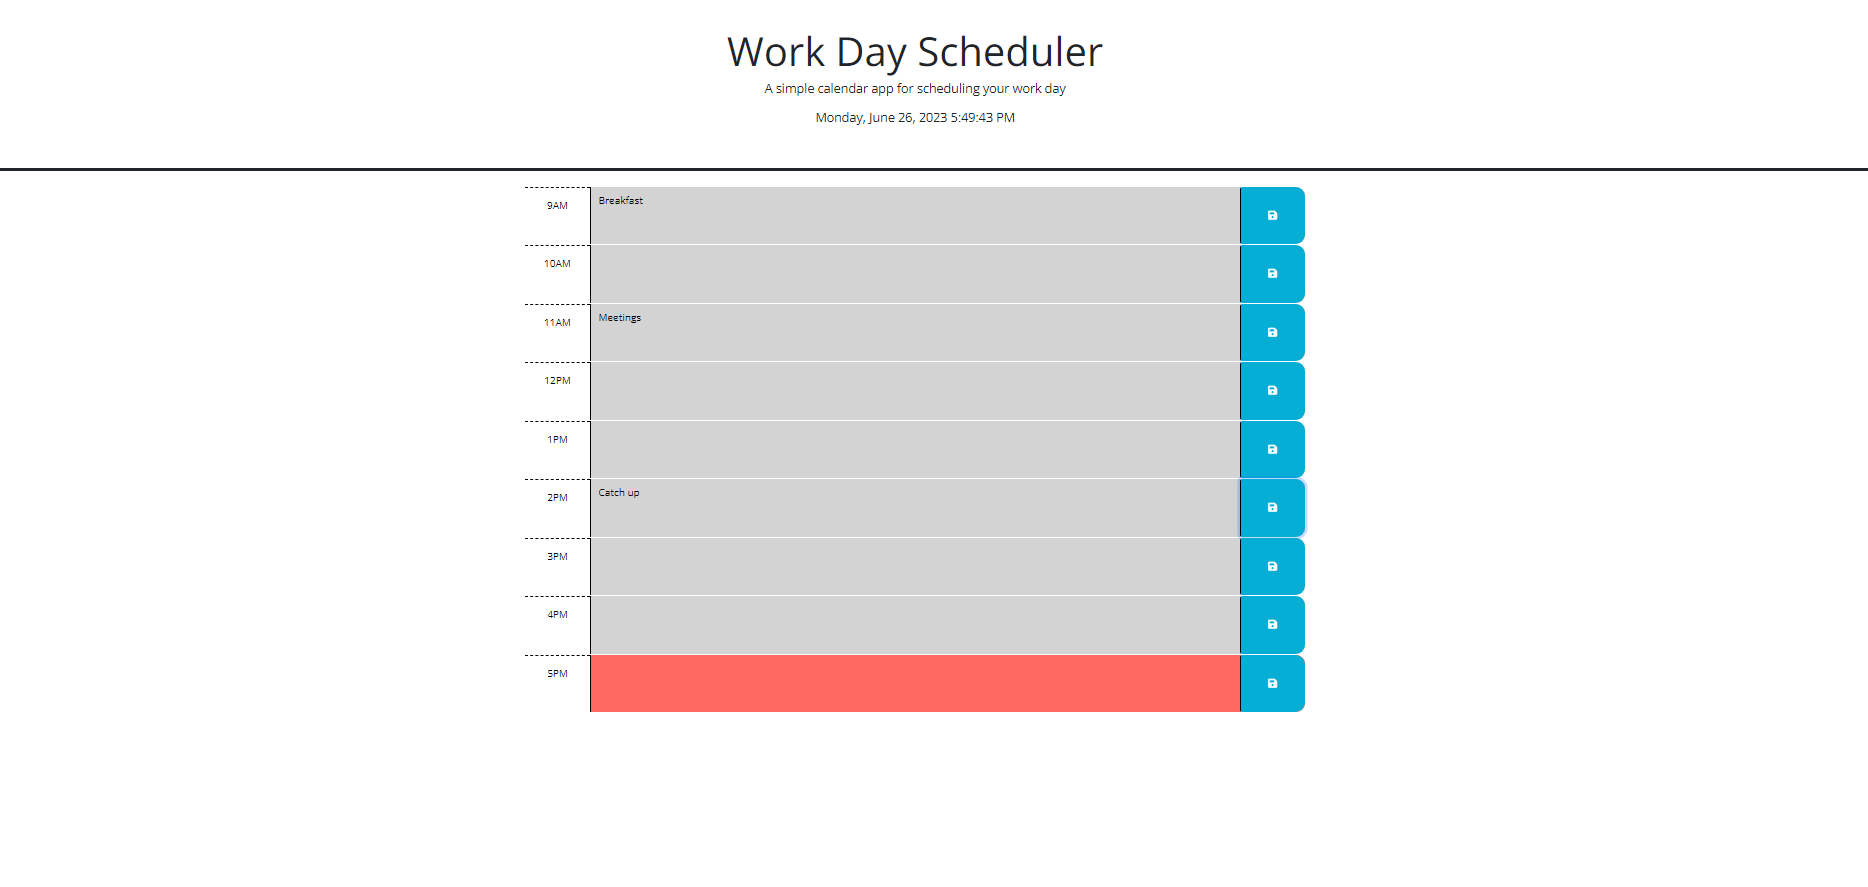 Work Day Scheduler
A simple calendar app for scheduling your work day
Monday, June 26, 2023 5:49:43 PM
9AM
Breakfast
10AM
11AM
Meetings
12PM
1PM
2PM
Catch up
3PM
4PM
5PM